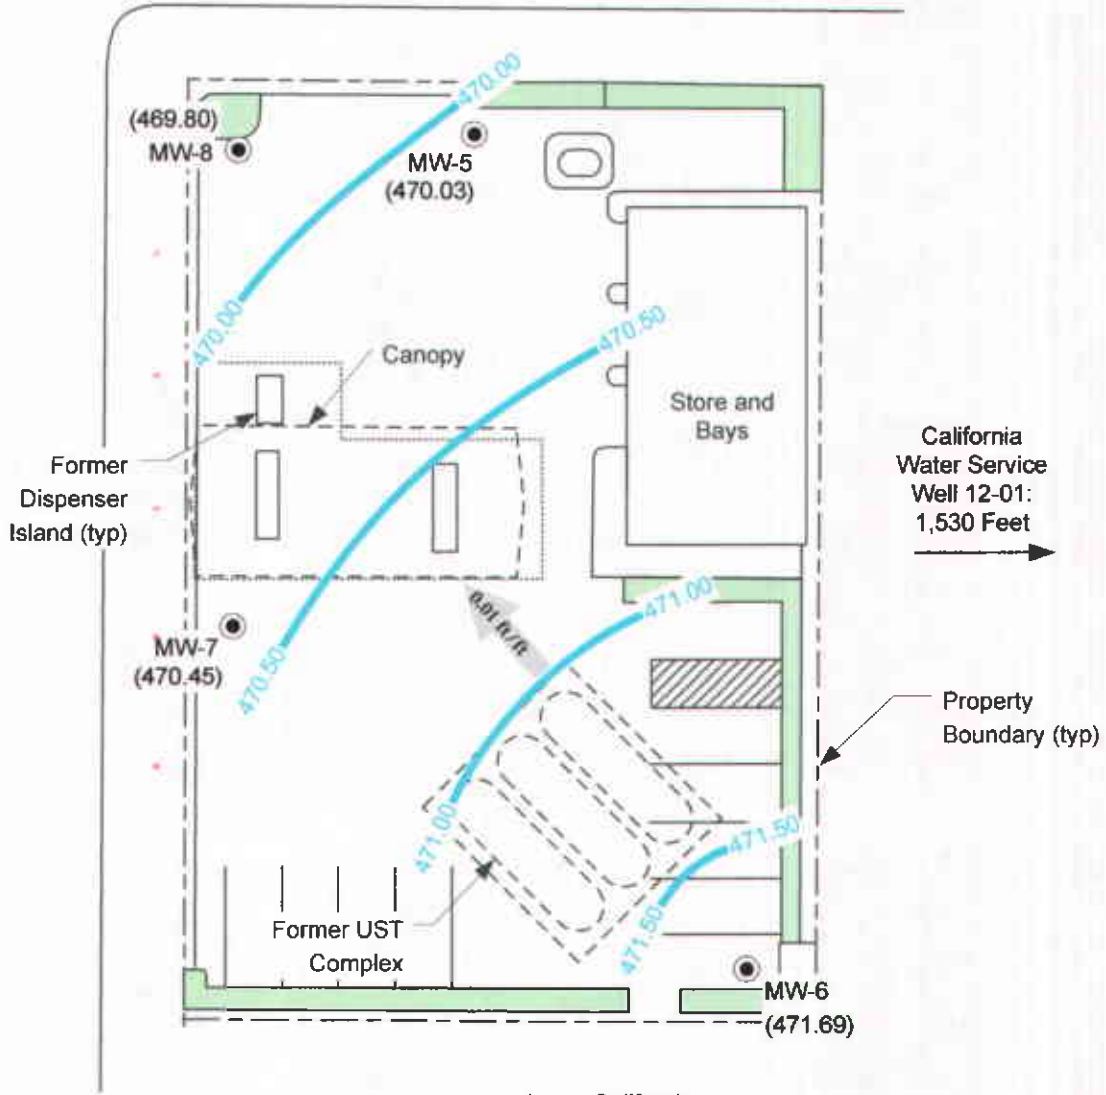 470.00
(469.80)
MW-8
MW-5
(470.03)
470.00
470.50
Canopy
Store and
Bays
California
Water Service
Well 12-01:
1,530 Feet
Former
Dispenser
Island (typ)
0.01 ft/ft
471.00
MW-7
(470.45)
470.50
Property
Boundary (typ)
471.00
471.50
Former UST
Complex
471.50
MW-6
(471.69)